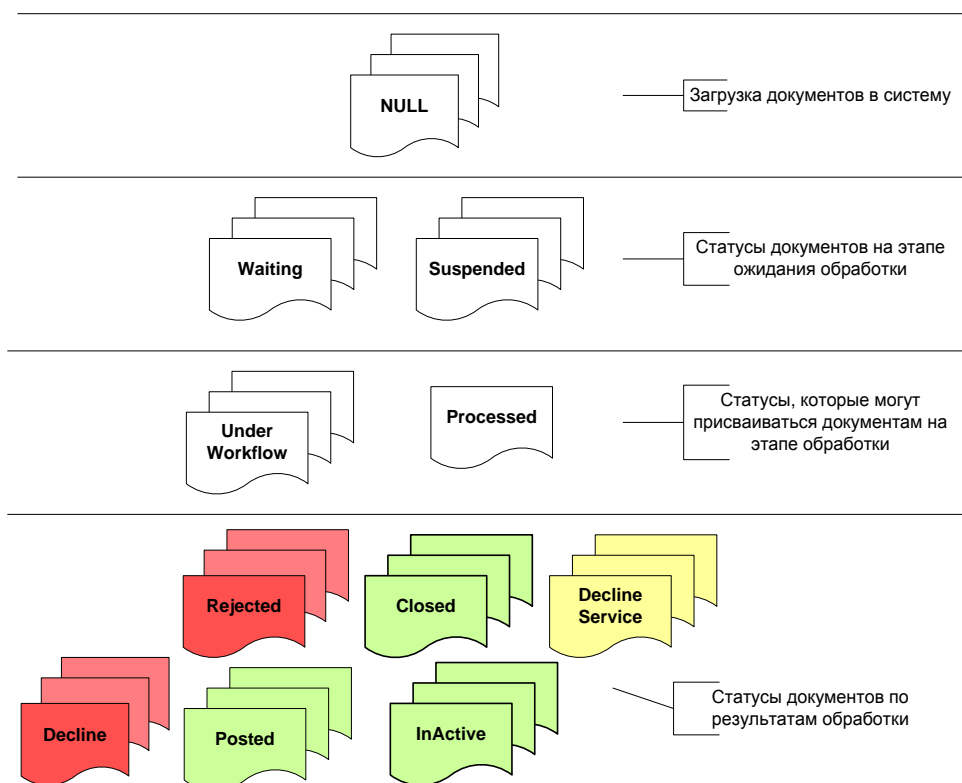 NULL
Загрузка документов в систему
Waiting
Suspended
Статусы документов на этапе
ожидания обработки
Under
Workflow
Processed
Статусы, которые могут
присваиваться документам на
этапе обработки
Rejected
Closed
Decline
Service
Decline
Posted
InActive
Статусы документов по
результатам обработки